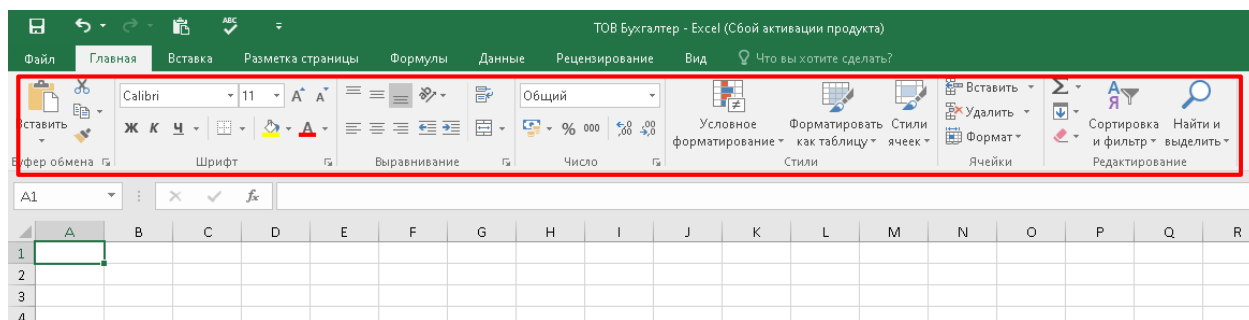 ABC
ТОВ Бухгалтер - Excel (Сбой активации продукта)
Файл Главная Вставка Разметка страницы Формулы Данные Рецензирование Вид Что вы хотите сделать?
Вставить
Calibri 11
Ж К Ч
Общий
% 000
Условное форматирование
Форматировать как таблицу
Стили ячеек
Вставить
Удалить
Формат
Сортировка и фильтр
Найти и выделить
Буфер обмена Шрифт Выравнивание Число Стили Ячейки Редактирование
A1 fx
A B C D E F G H I J K L M N O P Q R
1
2
3
4